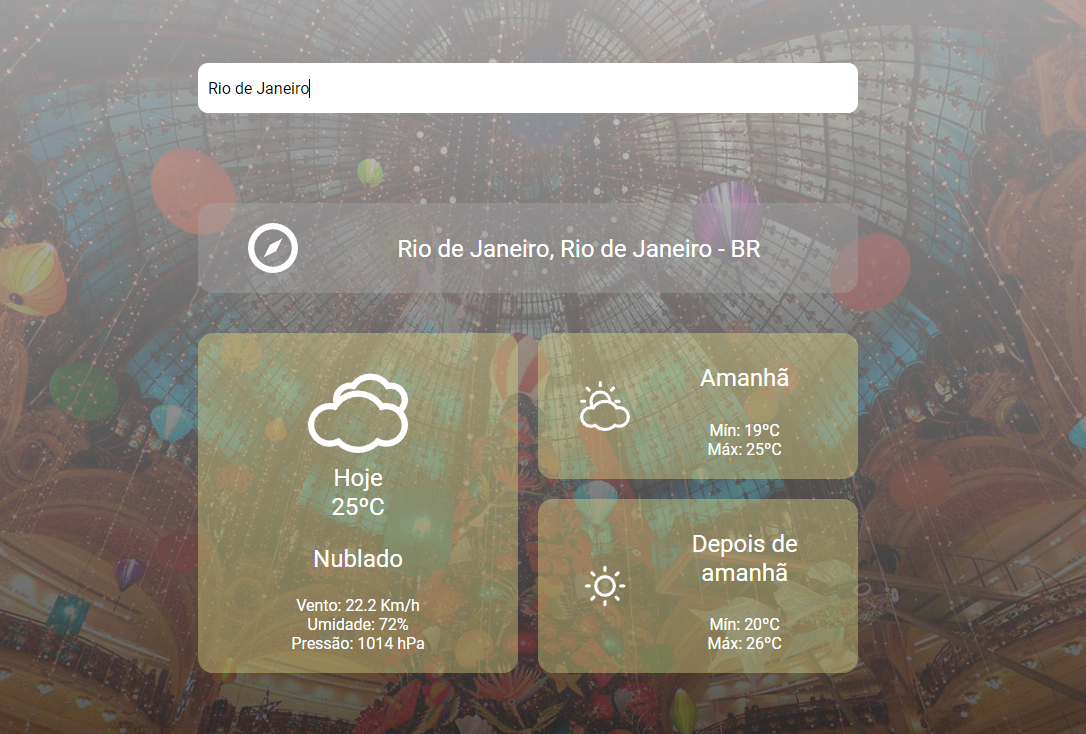 Rio de Janeiro
Rio de Janeiro, Rio de Janeiro - BR
Hoje
25ºC
Nublado
Vento: 22.2 Km/h
Umidade: 72%
Pressão: 1014 hPa
Amanhã
Mín: 19ºC
Máx: 25ºC
Depois de
amanhã
Mín: 20ºC
Máx: 26ºC